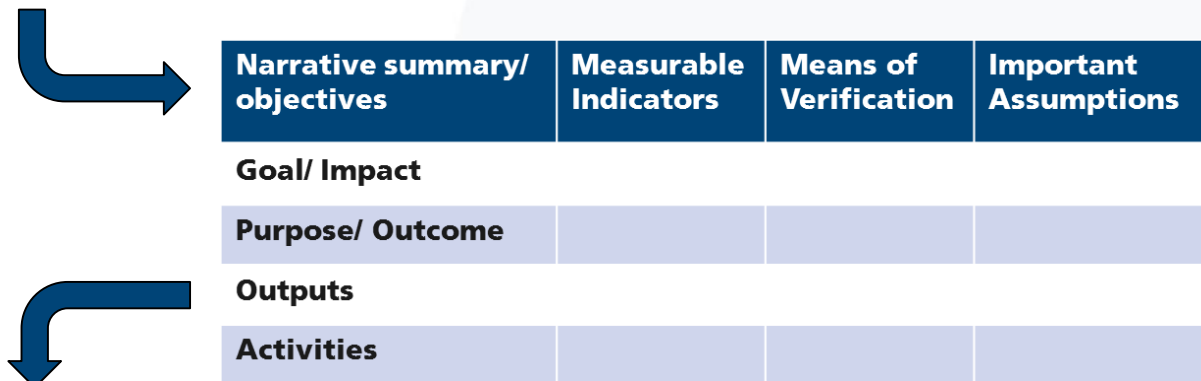 Narrative summary/
objectives
Measurable
Indicators
Means of
Verification
Important
Assumptions
Goal/ Impact
Purpose/ Outcome
Outputs
Activities